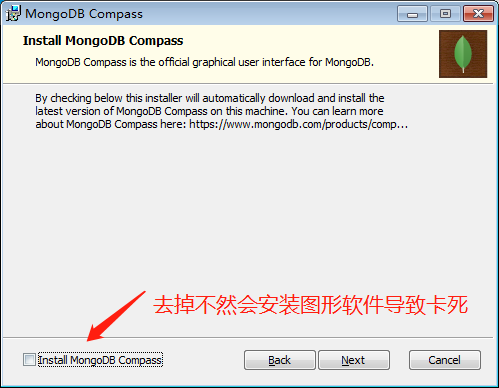 MongoDB Compass
Install MongoDB Compass
MongoDB Compass is the official graphical user interface for MongoDB.
By checking below this installer will automatically download and install the
latest version of MongoDB Compass on this machine. You can learn more
about MongoDB Compass here: https://www.mongodb.com/products/comp...
去掉不然会安装图形软件导致卡死
Install MongoDB Compass
Back
Next
Cancel